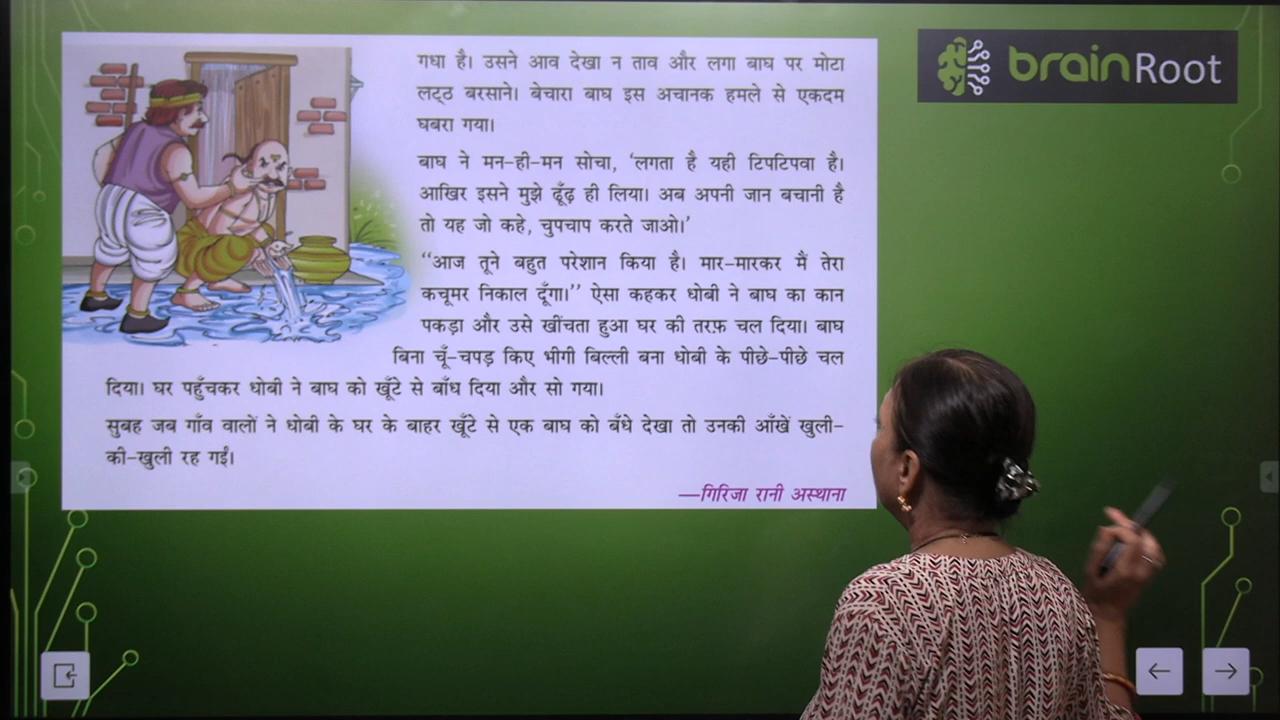 गधा है। उसने आव देखा न ताव और लगा बाघ पर मोटा
लट्ठ बरसाने। बेचारा बाघ इस अचानक हमले से एकदम
घबरा गया।
बाघ ने मन-ही-मन सोचा, ‘लगता है यही टिपटिपवा है।
आखिर इसने मुझे ढूँढ़ ही लिया। अब अपनी जान बचानी है
तो यह जो कहे, चुपचाप करते जाओ।’
“आज तूने बहुत परेशान किया है। मार-मारकर मैं तेरा
कचूमर निकाल दूँगा।” ऐसा कहकर धोबी ने बाघ का कान
पकड़ा और उसे खींचता हुआ घर की तरफ़ चल दिया। बाघ
बिना चूँ-चपड़ किए भीगी बिल्ली बना धोबी के पीछे-पीछे चल
दिया। घर पहुँचकर धोबी ने बाघ को खूँटे से बाँध दिया और सो गया।
सुबह जब गाँव वालों ने धोबी के घर के बाहर खूँटे से एक बाघ को बँधे देखा तो उनकी आँखें खुली-
की-खुली रह गईं।
—गिरिजा रानी अस्थाना
brainRoot